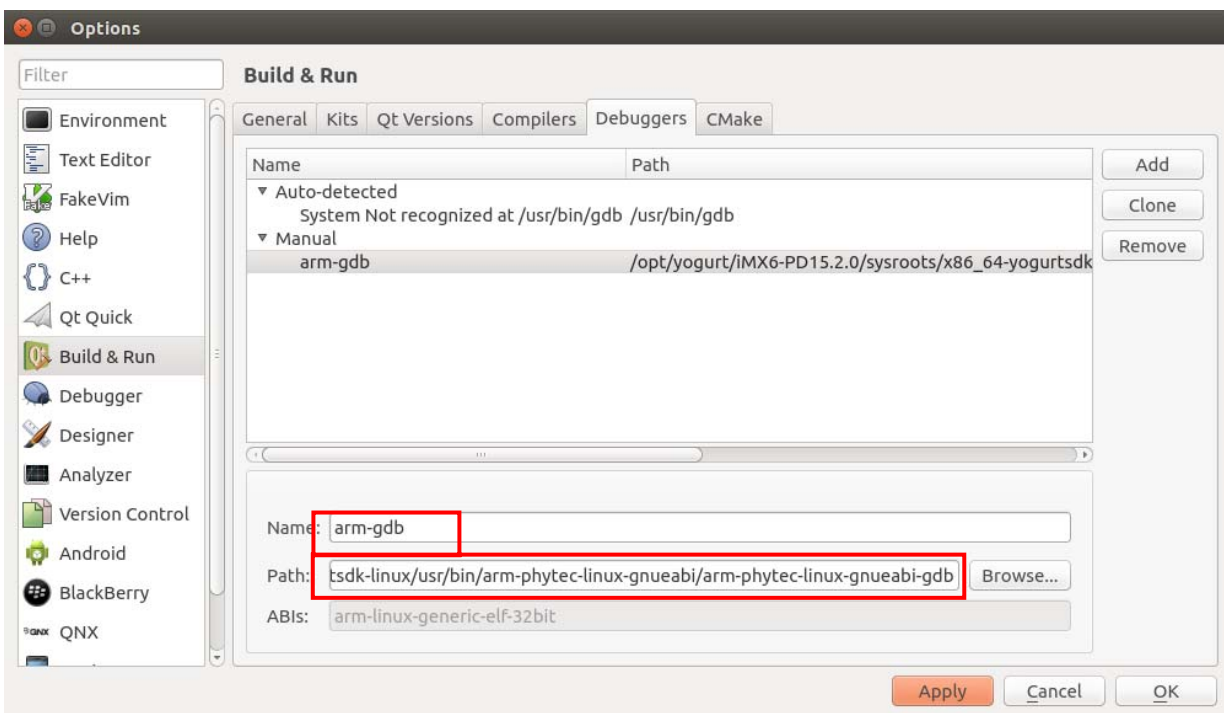 Options
Filter
Build & Run
Environment
Text Editor
FakeVim
Help
C++
Qt Quick
Build & Run
Debugger
Designer
Analyzer
Version Control
Android
BlackBerry
QNX
General Kits Qt Versions Compilers Debuggers CMake
Name Path
Auto-detected
System Not recognized at /usr/bin/gdb /usr/bin/gdb
Manual
arm-gdb /opt/yogurt/iMX6-PD15.2.0/sysroots/x86_64-yogurtsdk
Add
Clone
Remove
Name: arm-gdb
Path: tsdk-linux/usr/bin/arm-phytec-linux-gnueabi/arm-phytec-linux-gnueabi-gdb Browse...
ABIs: arm-linux-generic-elf-32bit
Apply Cancel OK